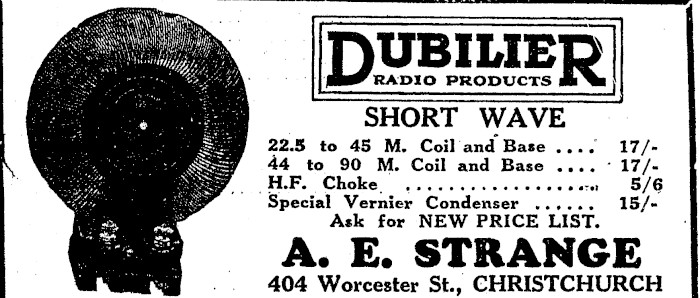 DUBILIER
RADIO PRODUCTS
SHORT WAVE
22.5 to 45 M. Coil and Base .... 17/-
44 to 90 M. Coil and Base .... 17/-
H.F. Choke .................. 5/6
Special Vernier Condenser ...... 15/-
Ask for NEW PRICE LIST.
A. E. STRANGE
404 Worcester St., CHRISTCHURCH